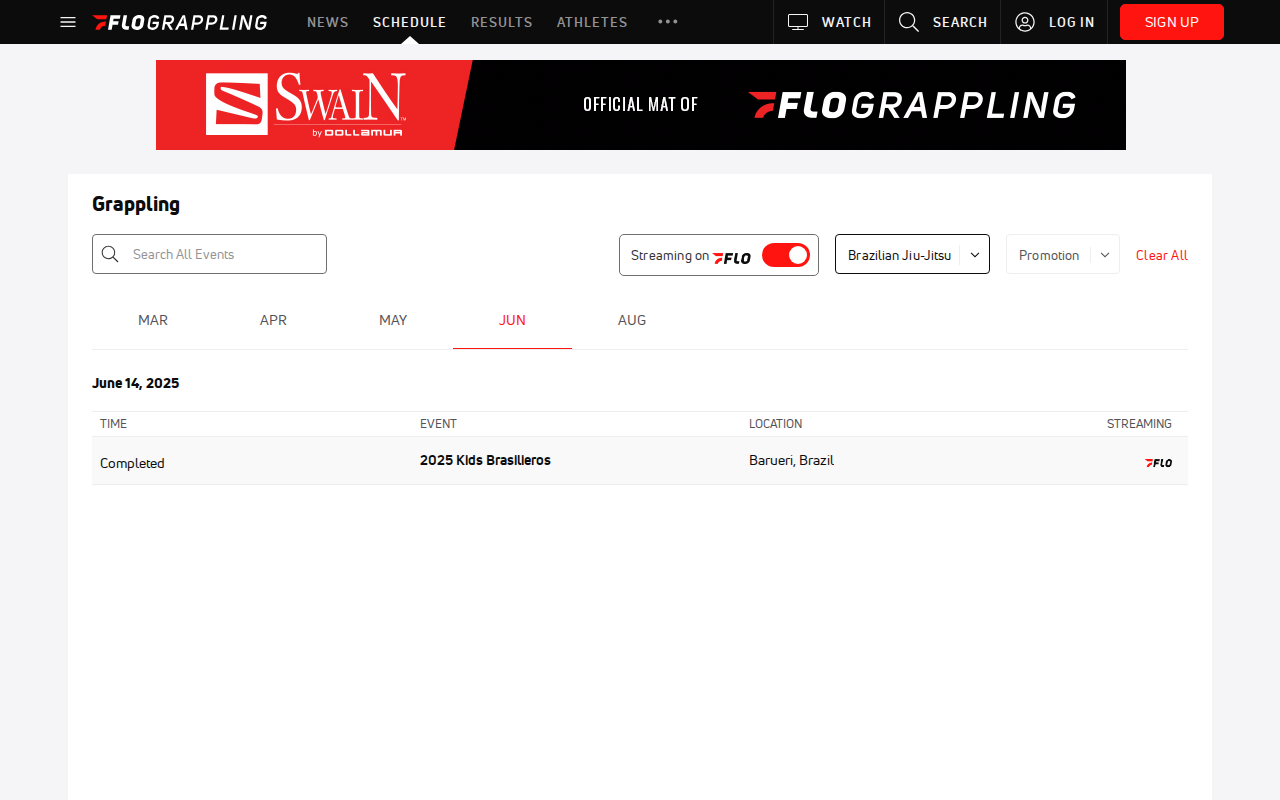 FLOGRAPPLING NEWS SCHEDULE RESULTS ATHLETES ••• WATCH SEARCH LOG IN SIGN UP
SWAIN by DOLLAMUR OFFICIAL MAT OF FLOGRAPPLING
Grappling
Search All Events Streaming on FLO Brazilian Jiu-Jitsu Promotion Clear All
MAR APR MAY JUN AUG
June 14, 2025
TIME EVENT LOCATION STREAMING
Completed 2025 Kids Brasilieros Barueri, Brazil FLO